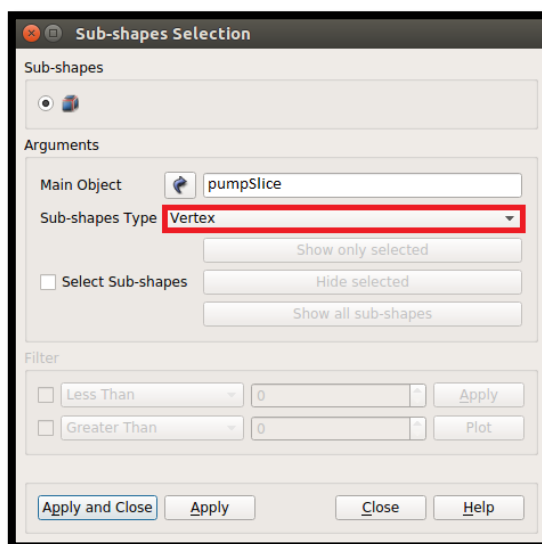 Sub-shapes Selection
Sub-shapes
Arguments
Main Object pumpSlice
Sub-shapes Type Vertex
Show only selected
Select Sub-shapes Hide selected
Show all sub-shapes
Filter
Less Than 0 Apply
Greater Than 0 Plot
Apply and Close Apply Close Help